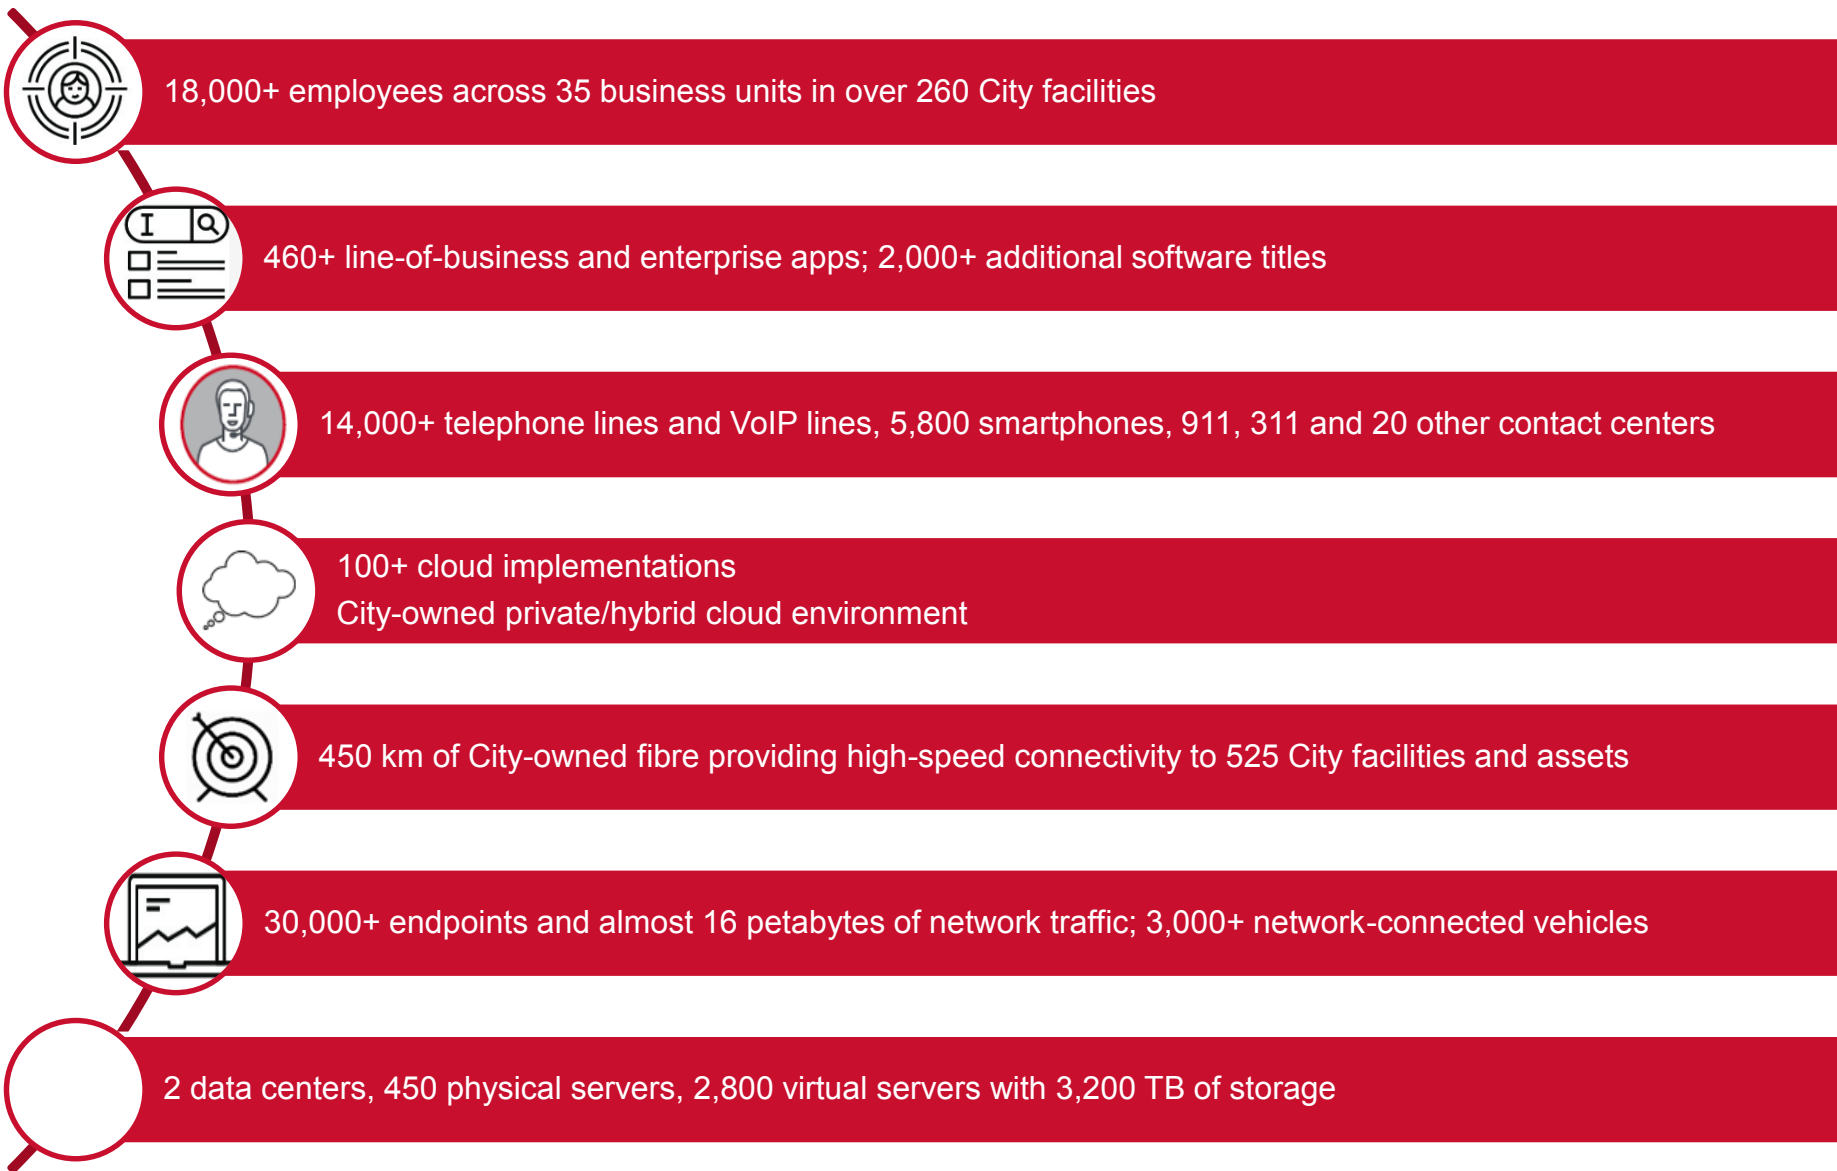 18,000+ employees across 35 business units in over 260 City facilities
460+ line-of-business and enterprise apps; 2,000+ additional software titles
14,000+ telephone lines and VoIP lines, 5,800 smartphones, 911, 311 and 20 other contact centers
100+ cloud implementations
City-owned private/hybrid cloud environment
450 km of City-owned fibre providing high-speed connectivity to 525 City facilities and assets
30,000+ endpoints and almost 16 petabytes of network traffic; 3,000+ network-connected vehicles
2 data centers, 450 physical servers, 2,800 virtual servers with 3,200 TB of storage